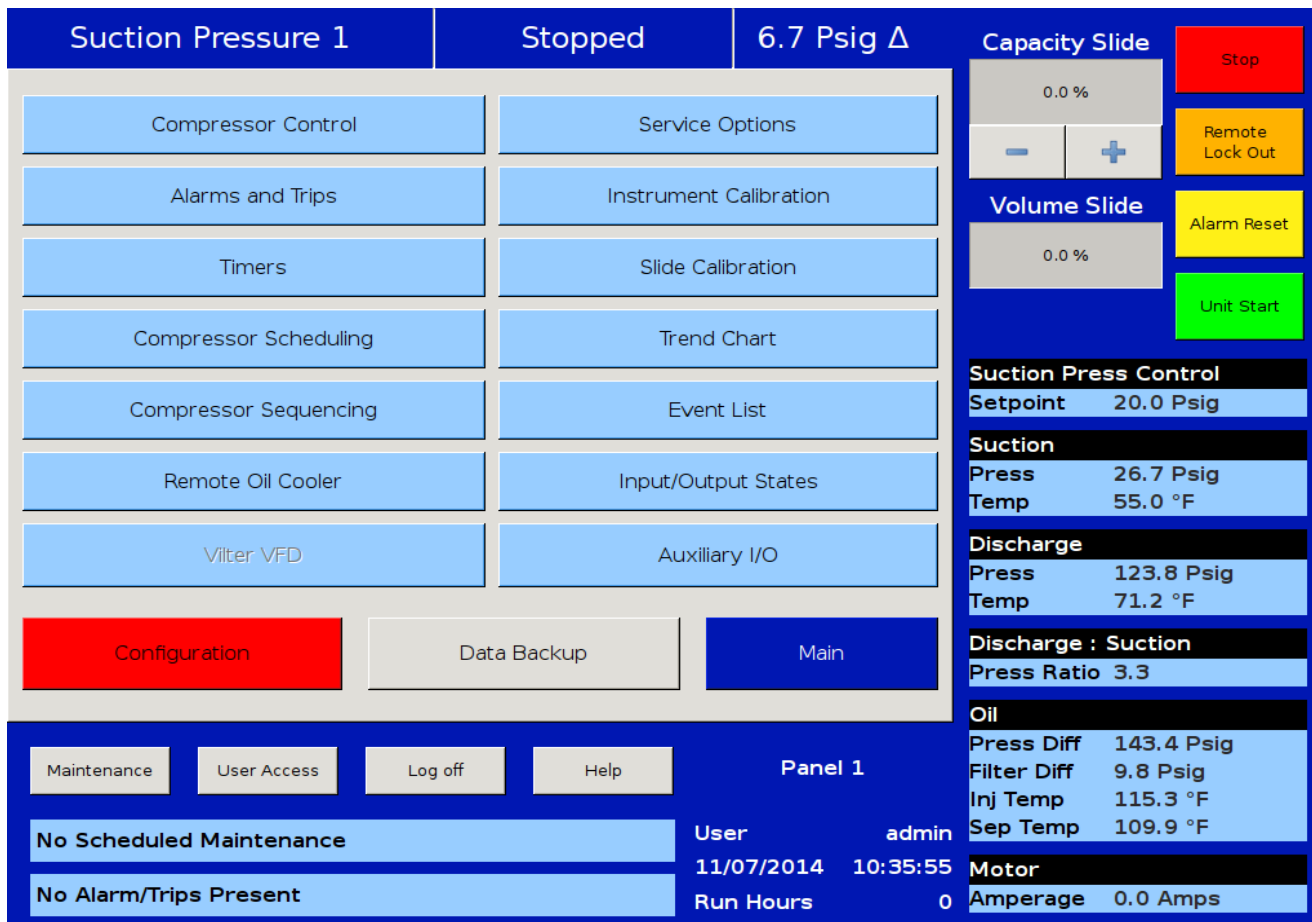 Suction Pressure 1
Stopped
6.7 Psig Δ
Compressor Control
Service Options
Alarms and Trips
Instrument Calibration
Timers
Slide Calibration
Compressor Scheduling
Trend Chart
Compressor Sequencing
Event List
Remote Oil Cooler
Input/Output States
Vilter VFD
Auxiliary I/O
Configuration
Data Backup
Main
Maintenance
User Access
Log off
Help
Panel 1
No Scheduled Maintenance
No Alarm/Trips Present
User admin
11/07/2014 10:35:55
Run Hours 0
Capacity Slide
0.0 %
Volume Slide
0.0 %
Stop
Remote
Lock Out
Alarm Reset
Unit Start
Suction Press Control
Setpoint 20.0 Psig
Suction
Press 26.7 Psig
Temp 55.0 °F
Discharge
Press 123.8 Psig
Temp 71.2 °F
Discharge : Suction
Press Ratio 3.3
Oil
Press Diff 143.4 Psig
Filter Diff 9.8 Psig
Inj Temp 115.3 °F
Sep Temp 109.9 °F
Motor
Amperage 0.0 Amps